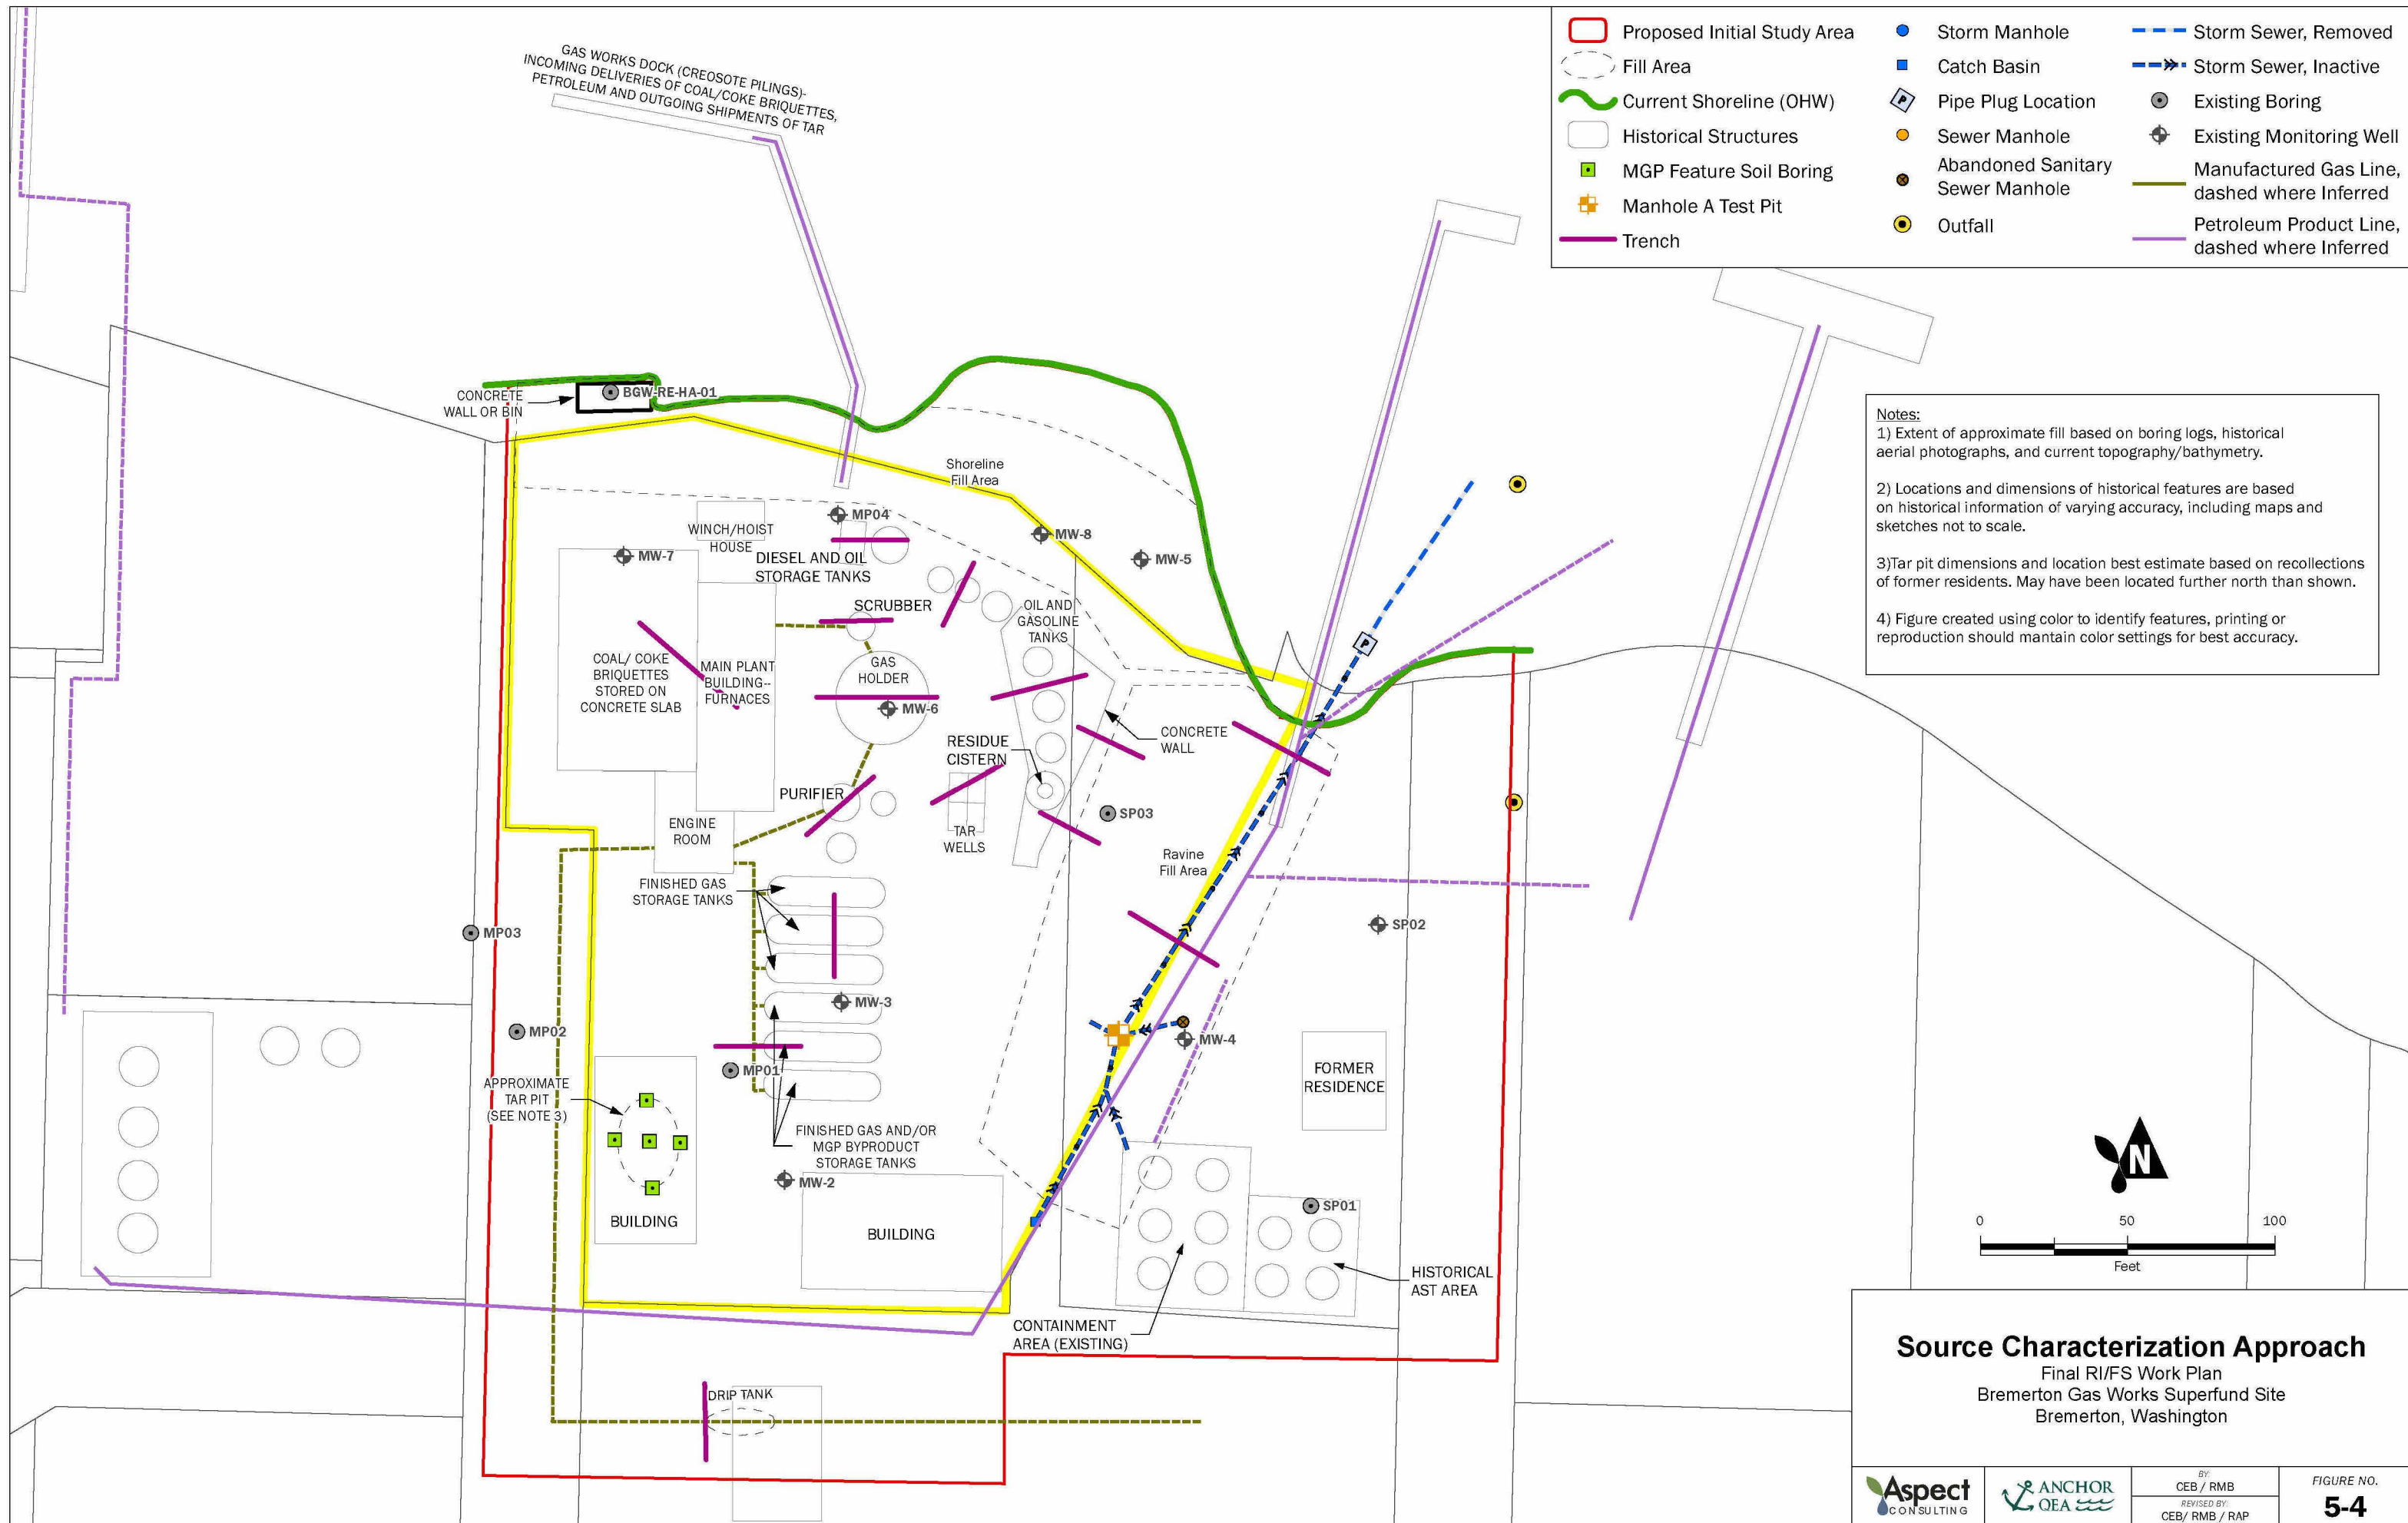 GAS WORKS DOCK (CREOSOTE PILINGS)-
INCOMING DELIVERIES OF COAL/COKE BRIQUETTES,
PETROLEUM AND OUTGOING SHIPMENTS OF TAR
Proposed Initial Study Area
Fill Area
Current Shoreline (OHW)
Historical Structures
MGP Feature Soil Boring
Manhole A Test Pit
Trench
Storm Manhole
Catch Basin
P
Pipe Plug Location
Sewer Manhole
Abandoned Sanitary
Sewer Manhole
Outfall
Storm Sewer, Removed
Storm Sewer, Inactive
Existing Boring
Existing Monitoring Well
Manufactured Gas Line,
dashed where Inferred
Petroleum Product Line,
dashed where Inferred
Notes:
1) Extent of approximate fill based on boring logs, historical
aerial photographs, and current topography/bathymetry.
2) Locations and dimensions of historical features are based
on historical information of varying accuracy, including maps and
sketches not to scale.
3)Tar pit dimensions and location best estimate based on recollections
of former residents. May have been located further north than shown.
4) Figure created using color to identify features, printing or
reproduction should mantain color settings for best accuracy.
CONCRETE
WALL OR BIN
BGW-RE-HA-01
Shoreline
Fill Area
WINCH/HOIST
HOUSE
MP04
MW-7
DIESEL AND OIL
STORAGE TANKS
MW-8
MW-5
SCRUBBER
OIL AND
GASOLINE
TANKS
P
COAL/ COKE
BRIQUETTES
STORED ON
CONCRETE SLAB
MAIN PLANT
BUILDING--
FURNACES
GAS
HOLDER
MW-6
RESIDUE
CISTERN
CONCRETE
WALL
PURIFIER
ENGINE
ROOM
TAR
WELLS
SP03
Ravine
Fill Area
FINISHED GAS
STORAGE TANKS
MP03
SP02
MW-3
MP02
MW-4
MP01
APPROXIMATE
TAR PIT
(SEE NOTE 3)
FORMER
RESIDENCE
FINISHED GAS AND/OR
MGP BYPRODUCT
STORAGE TANKS
MW-2
BUILDING
BUILDING
SP01
HISTORICAL
AST AREA
CONTAINMENT
AREA (EXISTING)
DRIP TANK
N
0 50 100
Feet
Source Characterization Approach
Final RI/FS Work Plan
Bremerton Gas Works Superfund Site
Bremerton, Washington
Aspect
CONSULTING
ANCHOR
QEA
BY:
CEB / RMB
REVISED BY:
CEB/ RMB / RAP
FIGURE NO.
5-4